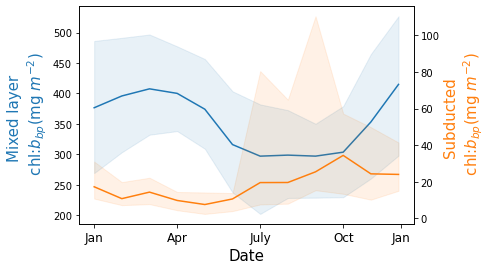 Mixed layer
chl:b_bp(mg m⁻²)
500
450
400
350
300
250
200
100
80
60
40
20
0
Subducted
chl:b_bp(mg m⁻²)
Jan Apr July Oct Jan
Date